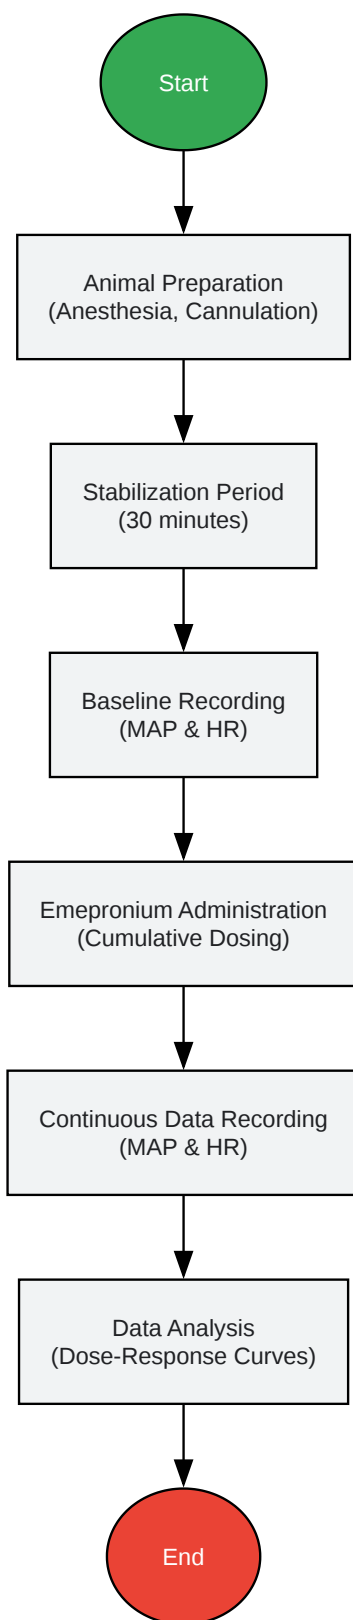 Start
Animal Preparation
(Anesthesia, Cannulation)
Stabilization Period
(30 minutes)
Baseline Recording
(MAP & HR)
Emepronium Administration
(Cumulative Dosing)
Continuous Data Recording
(MAP & HR)
Data Analysis
(Dose-Response Curves)
End